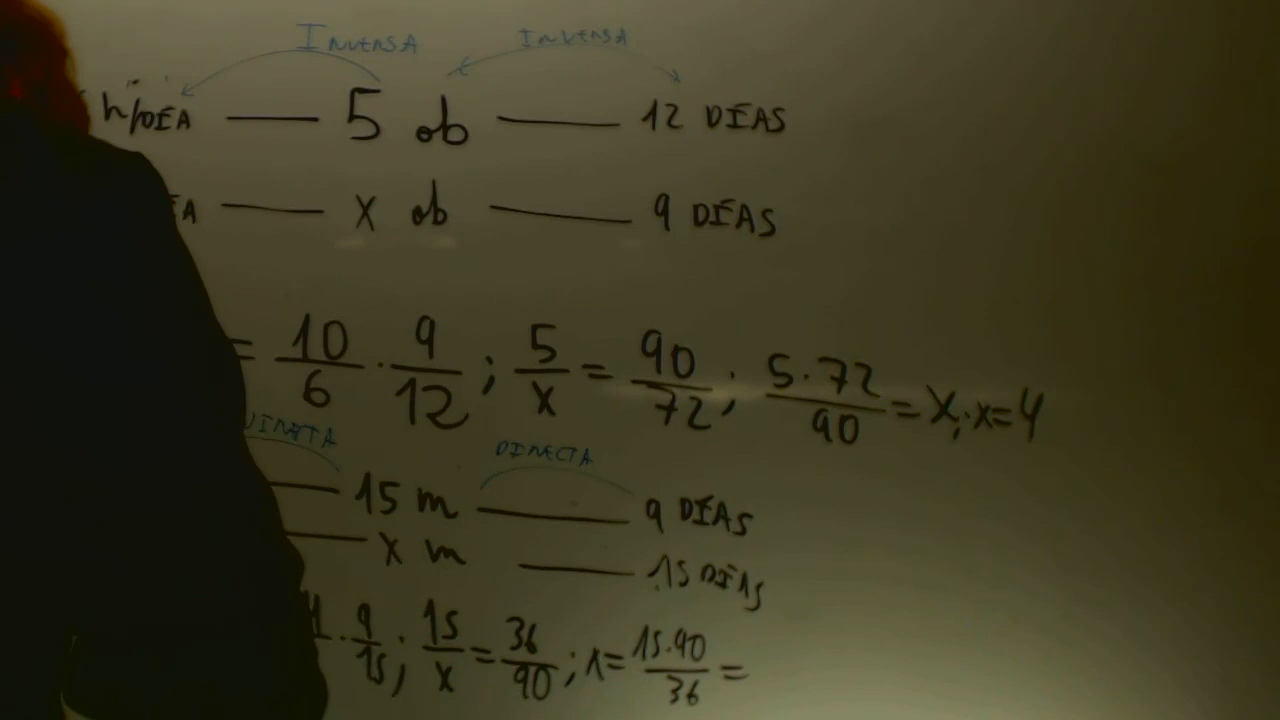 INVERSA INVERSA
h/DÍA — 5 ob — 12 DÍAS
ÍA — X ob — 9 DÍAS
= 10/6 · 9/12 ; 5/x = 90/72 ; 5·72/90 = X; x=4
DIRECTA
15 m — 9 DÍAS
X m — 15 DÍAS
· 9/15 ; 15/x = 36/90 ; x = 15·90/36 =